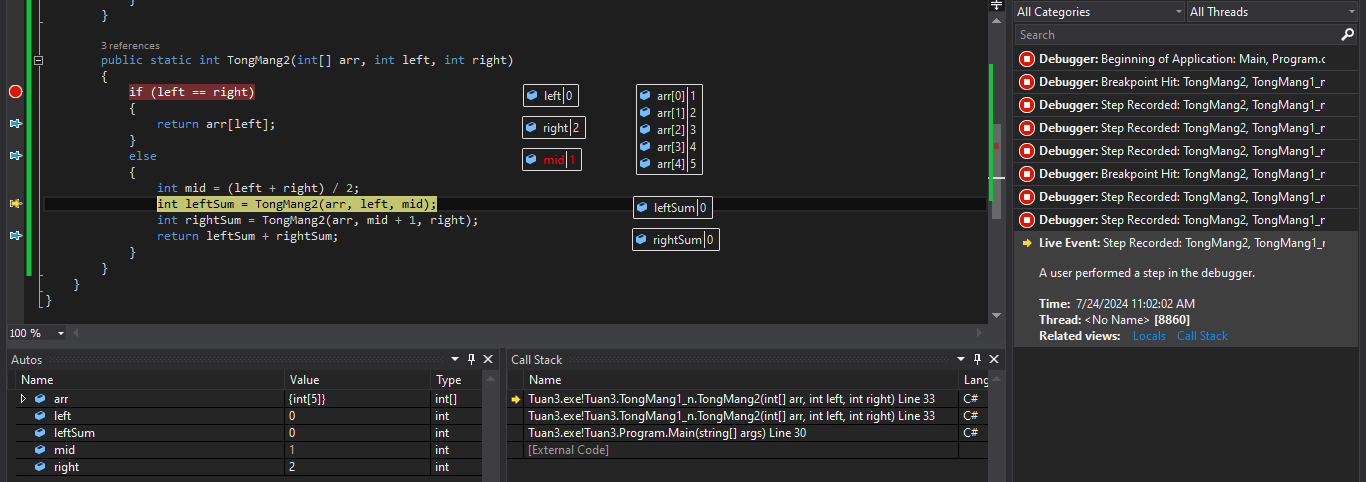 }
}
3 references
public static int TongMang2(int[] arr, int left, int right)
{
if (left == right)
{
return arr[left];
}
else
{
int mid = (left + right) / 2;
int leftSum = TongMang2(arr, left, mid);
int rightSum = TongMang2(arr, mid + 1, right);
return leftSum + rightSum;
}
}
}
}
left 0
right 2
mid 1
arr[0] 1
arr[1] 2
arr[2] 3
arr[3] 4
arr[4] 5
leftSum 0
rightSum 0
100 %
Autos
Name Value Type
arr {int[5]} int[]
left 0 int
leftSum 0 int
mid 1 int
right 2 int
Call Stack
Name Lang
Tuan3.exe!Tuan3.TongMang1_n.TongMang2(int[] arr, int left, int right) Line 33 C#
Tuan3.exe!Tuan3.TongMang1_n.TongMang2(int[] arr, int left, int right) Line 33 C#
Tuan3.exe!Tuan3.Program.Main(string[] args) Line 30 C#
[External Code]
All Categories All Threads
Search
Debugger: Beginning of Application: Main, Program.c
Debugger: Breakpoint Hit: TongMang2, TongMang1_n
Debugger: Step Recorded: TongMang2, TongMang1_n
Debugger: Step Recorded: TongMang2, TongMang1_n
Debugger: Step Recorded: TongMang2, TongMang1_n
Debugger: Breakpoint Hit: TongMang2, TongMang1_n
Debugger: Step Recorded: TongMang2, TongMang1_n
Debugger: Step Recorded: TongMang2, TongMang1_n
Live Event: Step Recorded: TongMang2, TongMang1_n
A user performed a step in the debugger.
Time: 7/24/2024 11:02:02 AM
Thread: <No Name> [8860]
Related views: Locals Call Stack